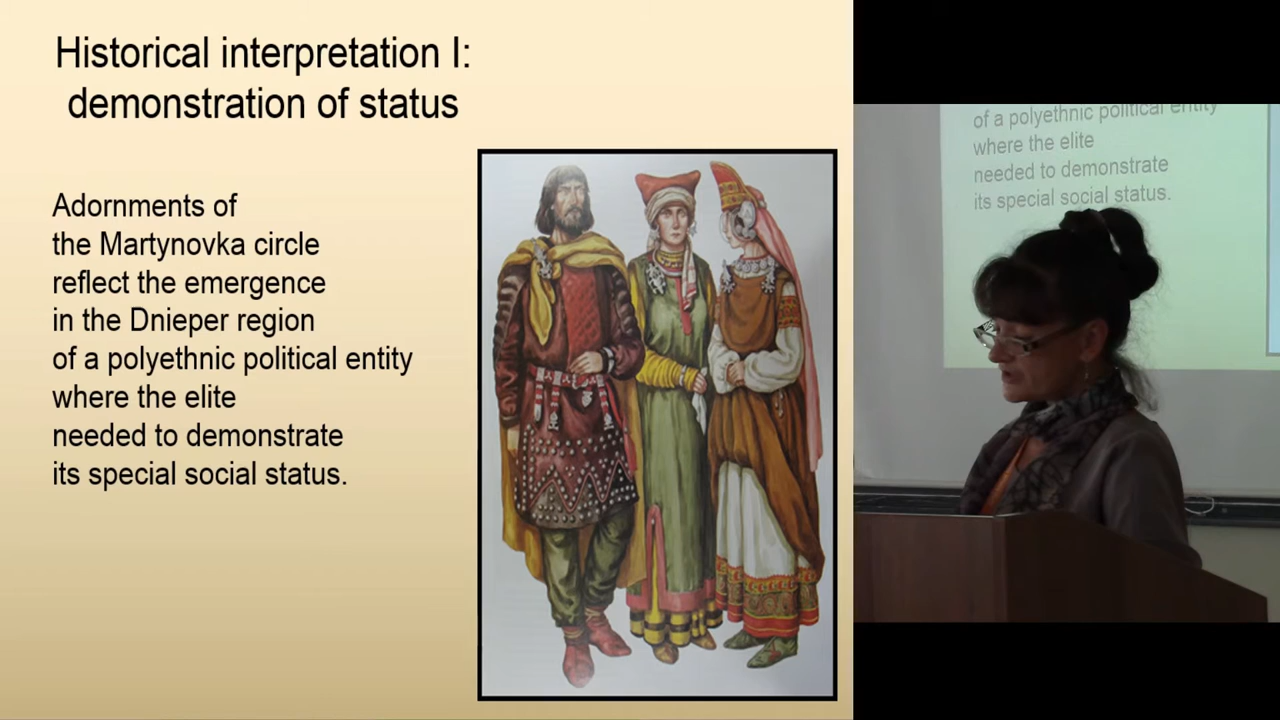 Historical interpretation I:
demonstration of status
Adornments of
the Martynovka circle
reflect the emergence
in the Dnieper region
of a polyethnic political entity
where the elite
needed to demonstrate
its special social status.
of a polyethnic political entity
where the elite
needed to demonstrate
its special social status.